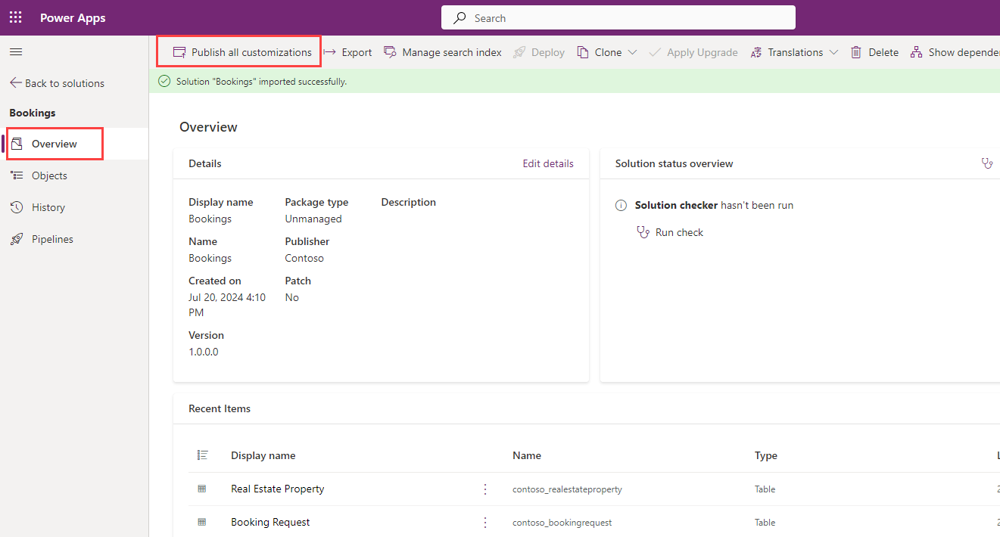 Power Apps
Search
Publish all customizations
Export
Manage search index
Deploy
Clone
Apply Upgrade
Translations
Delete
Show depende
Back to solutions
Solution "Bookings" imported successfully.
Bookings
Overview
Objects
History
Pipelines
Overview
Details
Edit details
Display name
Bookings
Package type
Unmanaged
Description
Name
Bookings
Publisher
Contoso
Created on
Jul 20, 2024 4:10
PM
Patch
No
Version
1.0.0.0
Solution status overview
Solution checker hasn't been run
Run check
Recent Items
Display name
Name
Type
Real Estate Property
contoso_realestateproperty
Table
Booking Request
contoso_bookingrequest
Table